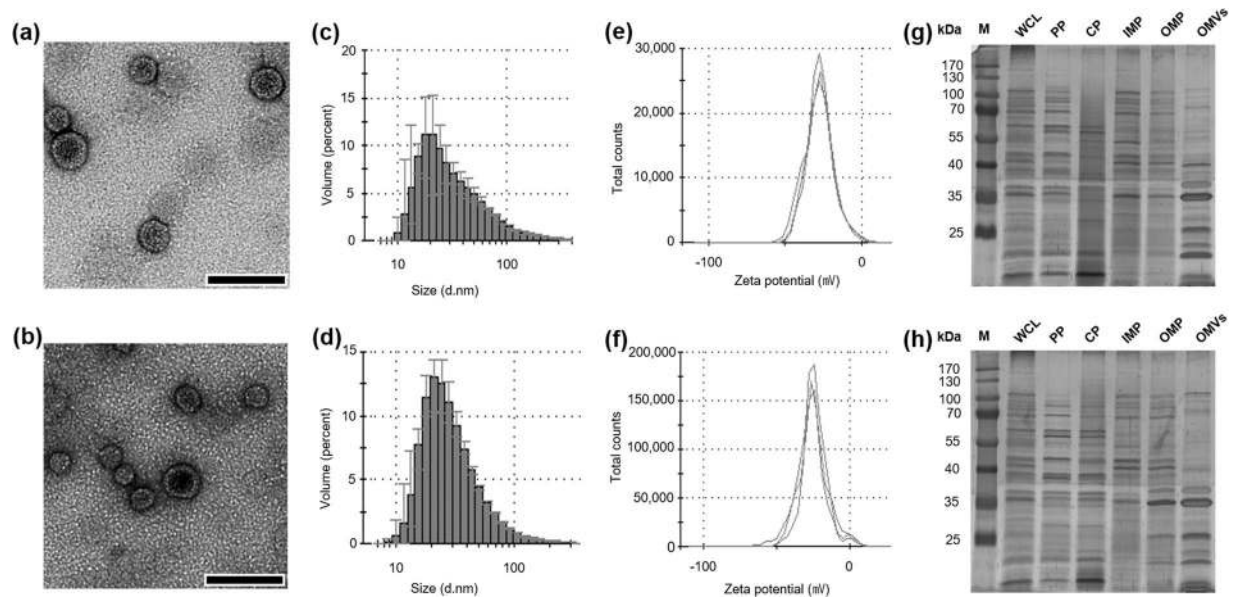 (a)
(c)
20
15
10
5
0
Volume (percent)
10
100
Size (d.nm)
(e)
30,000
20,000
10,000
0
Total counts
-100
0
Zeta potential (mV)
(g)
kDa M WCL PP CP IMP OMP OMVs
170
130
100
70
55
40
35
25
(b)
(d)
15
10
5
0
Volume (percent)
10
100
Size (d.nm)
(f)
200,000
150,000
100,000
50,000
0
Total counts
-100
0
Zeta potential (mV)
(h)
kDa M WCL PP CP IMP OMP OMVs
170
130
100
70
55
40
35
25